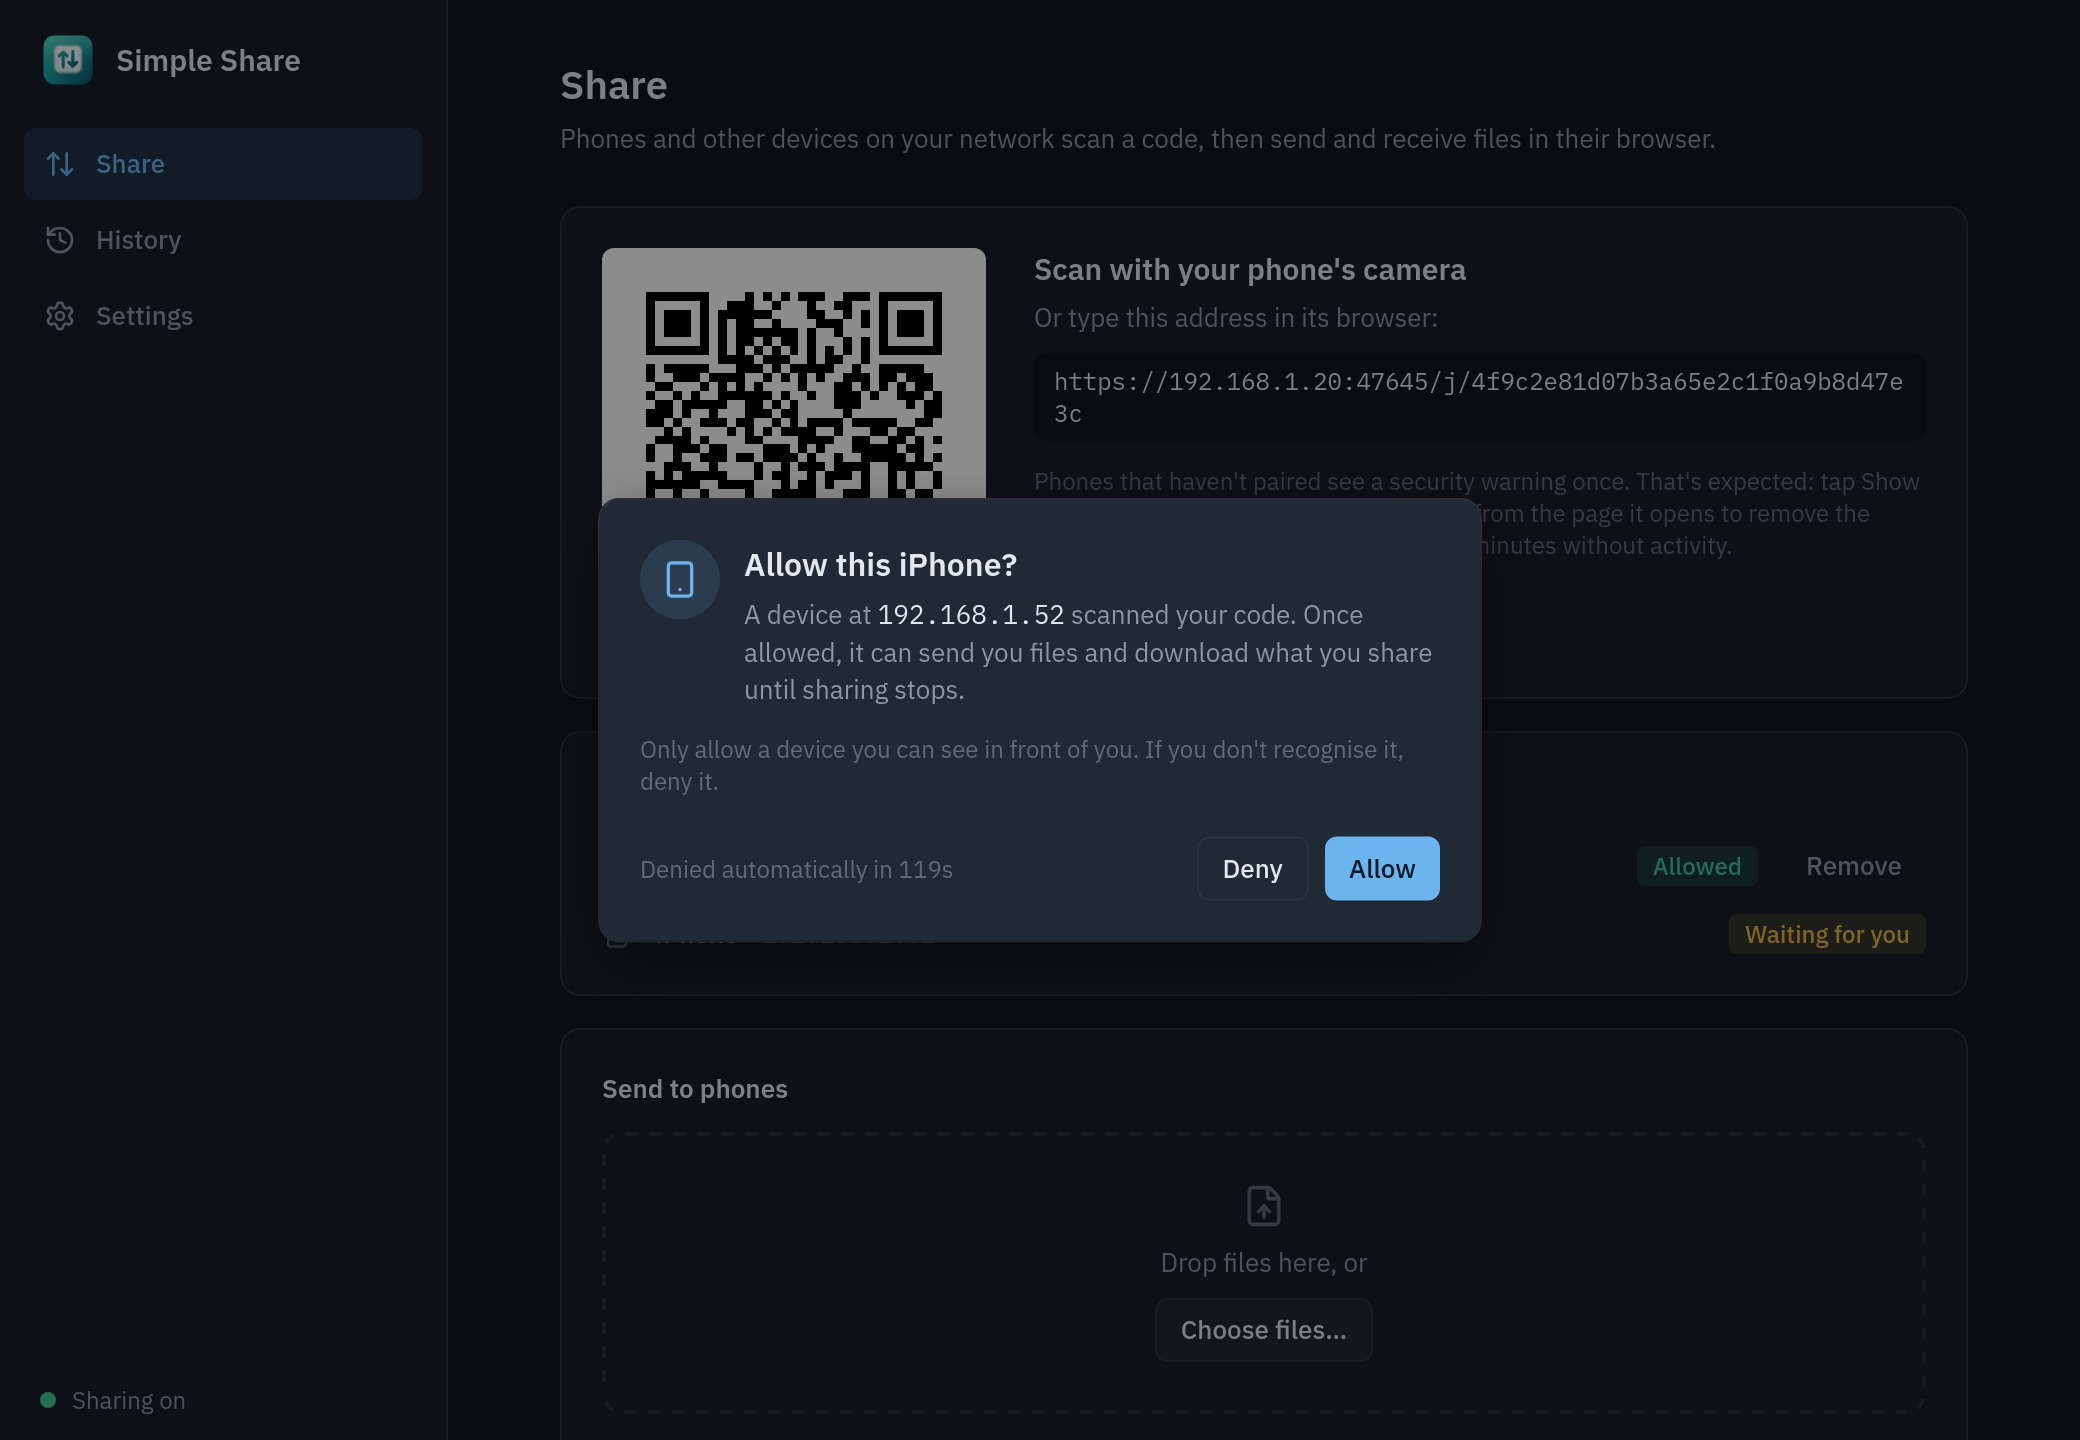 Simple Share
Share
History
Settings
Sharing on
Share
Phones and other devices on your network scan a code, then send and receive files in their browser.
Scan with your phone's camera
Or type this address in its browser:
https://192.168.1.20:47645/j/4f9c2e81d07b3a65e2c1f0a9b8d47e
3c
Phones that haven't paired see a security warning once. That's expected: tap Show
from the page it opens to remove the
minutes without activity.
Allow this iPhone?
A device at 192.168.1.52 scanned your code. Once
allowed, it can send you files and download what you share
until sharing stops.
Only allow a device you can see in front of you. If you don't recognise it,
deny it.
Denied automatically in 119s
Deny
Allow
Allowed
Remove
Waiting for you
Send to phones
Drop files here, or
Choose files...